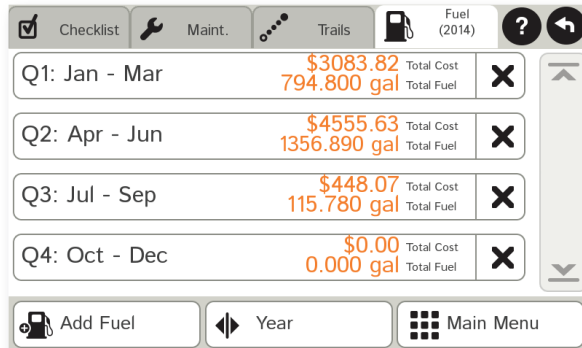 Checklist
Maint.
Trails
Fuel
(2014)
?
Q1: Jan - Mar
$3083.82 Total Cost
794.800 gal Total Fuel
Q2: Apr - Jun
$4555.63 Total Cost
1356.890 gal Total Fuel
Q3: Jul - Sep
$448.07 Total Cost
115.780 gal Total Fuel
Q4: Oct - Dec
$0.00 Total Cost
0.000 gal Total Fuel
Add Fuel
Year
Main Menu